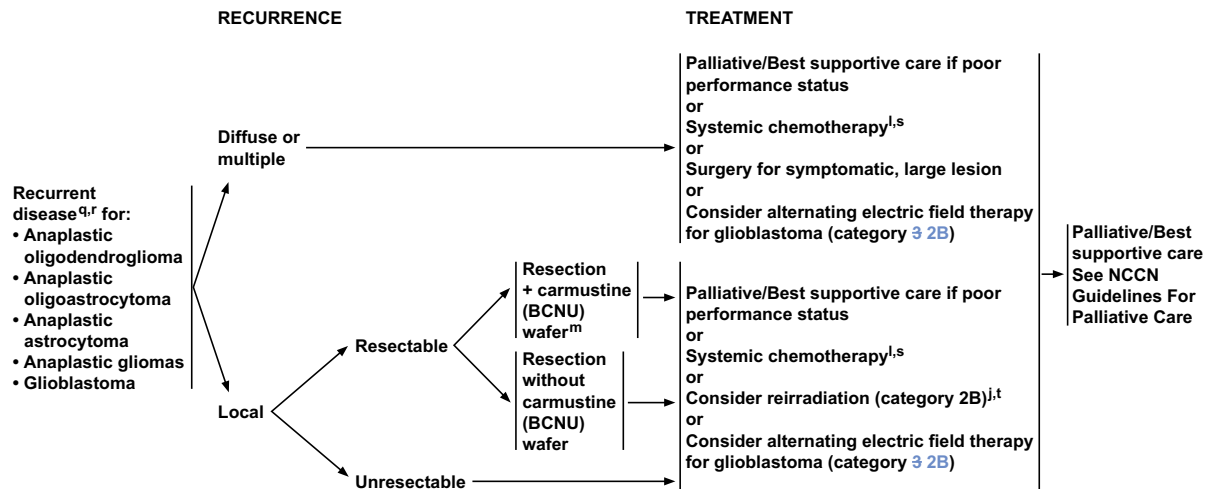 RECURRENCE
TREATMENT
Recurrent
disease q,r for:
• Anaplastic
oligodendroglioma
• Anaplastic
oligoastrocytoma
• Anaplastic
astrocytoma
• Anaplastic gliomas
• Glioblastoma
Diffuse or
multiple
Palliative/Best supportive care if poor
performance status
or
Systemic chemotherapy l,s
or
Surgery for symptomatic, large lesion
or
Consider alternating electric field therapy
for glioblastoma (category 3 2B)
Local
Resectable
Resection
+ carmustine
(BCNU)
wafer m
Resection
without
carmustine
(BCNU)
wafer
Unresectable
Palliative/Best supportive care if poor
performance status
or
Systemic chemotherapy l,s
or
Consider reirradiation (category 2B) j,t
or
Consider alternating electric field therapy
for glioblastoma (category 3 2B)
Palliative/Best
supportive care
See NCCN
Guidelines For
Palliative Care